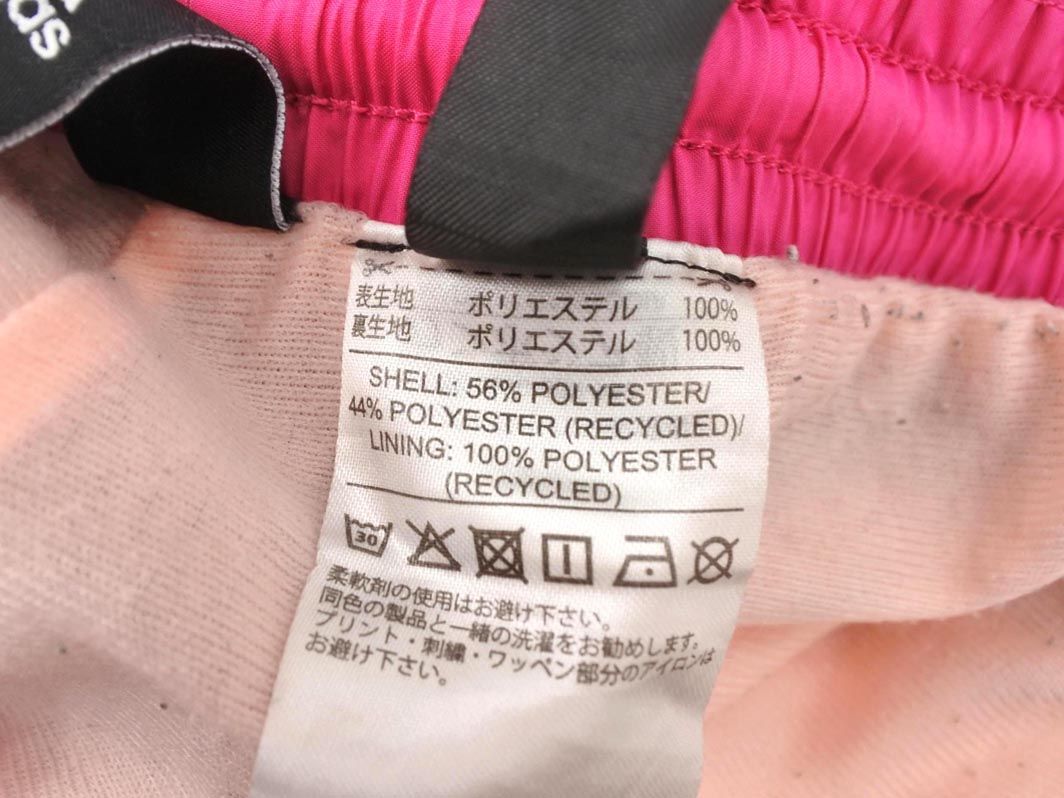 das
表生地 ポリエステル 100%
裏生地 ポリエステル 100%
SHELL: 56% POLYESTER/
44% POLYESTER (RECYCLED)/
LINING: 100% POLYESTER
(RECYCLED)
30
柔軟剤の使用はお避け下さい。
同色の製品と一緒の洗濯をお勧めします。
プリント・刺繍・ワッペン部分のアイロンは
お避け下さい。